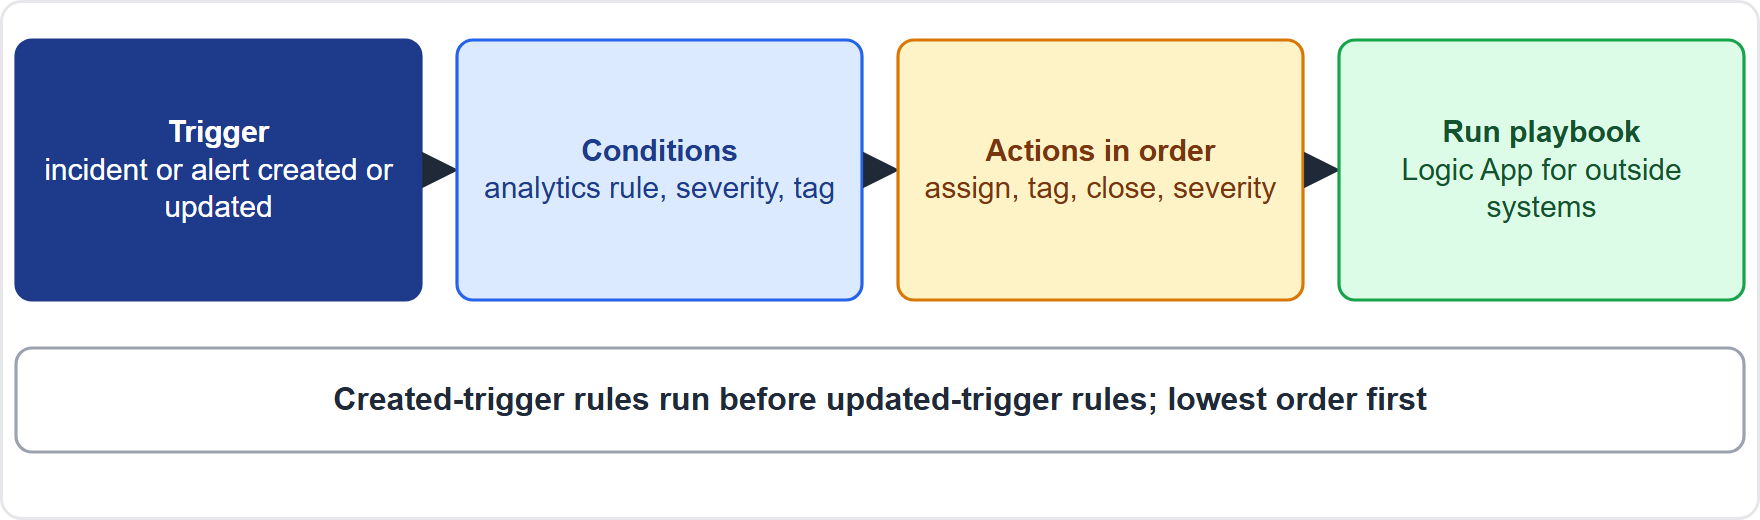 Trigger
incident or alert created or
updated
Conditions
analytics rule, severity, tag
Actions in order
assign, tag, close, severity
Run playbook
Logic App for outside
systems
Created-trigger rules run before updated-trigger rules; lowest order first